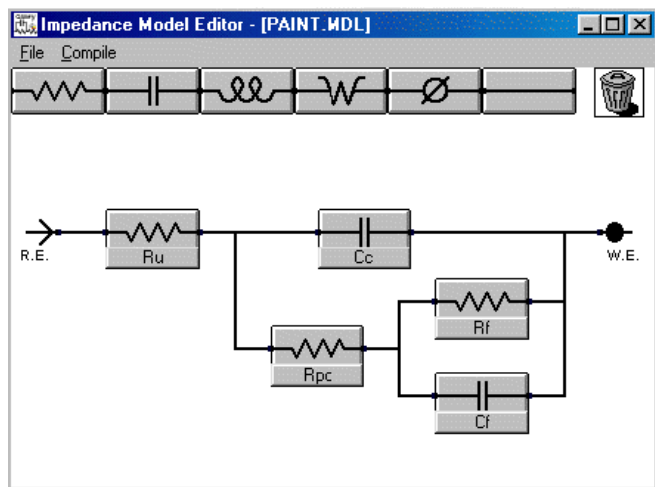 Impedance Model Editor - [PAINT.MDL]
File Compile
R.E.
Ru
Cc
W.E.
Rf
Rpc
Cf